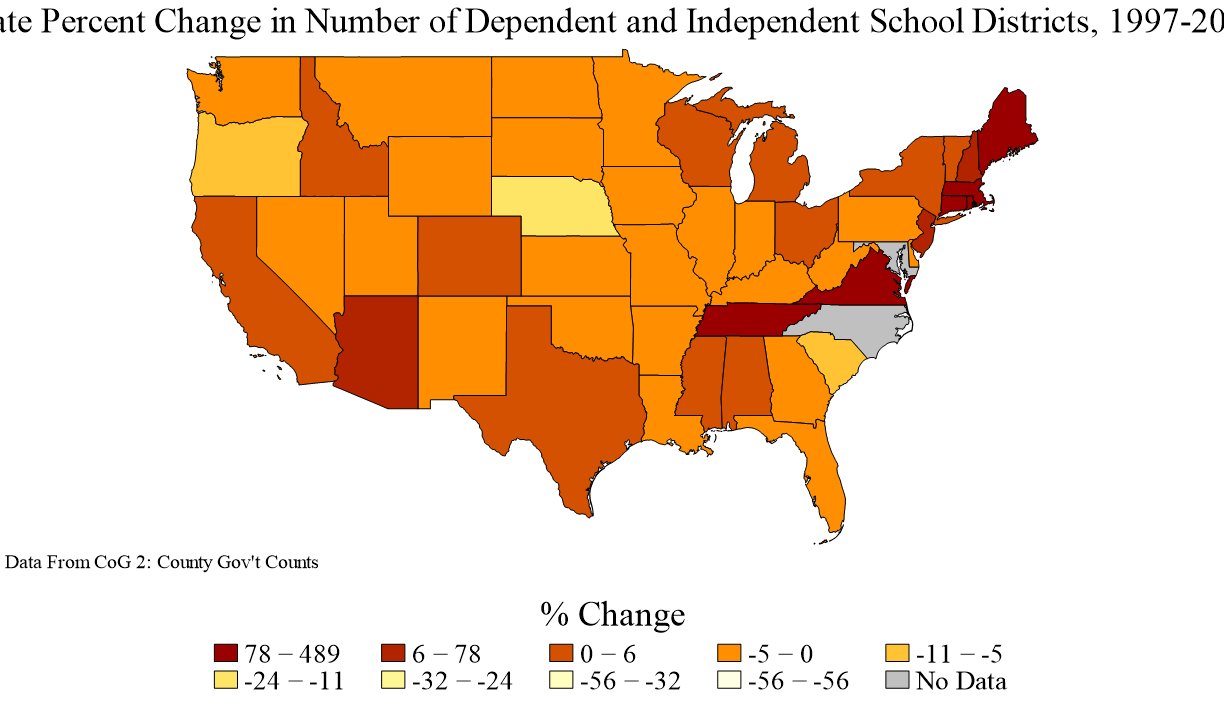 ate Percent Change in Number of Dependent and Independent School Districts, 1997-20
Data From CoG 2: County Gov't Counts
% Change
78 – 489 6 – 78 0 – 6 -5 – 0 -11 – -5
-24 – -11 -32 – -24 -56 – -32 -56 – -56 No Data